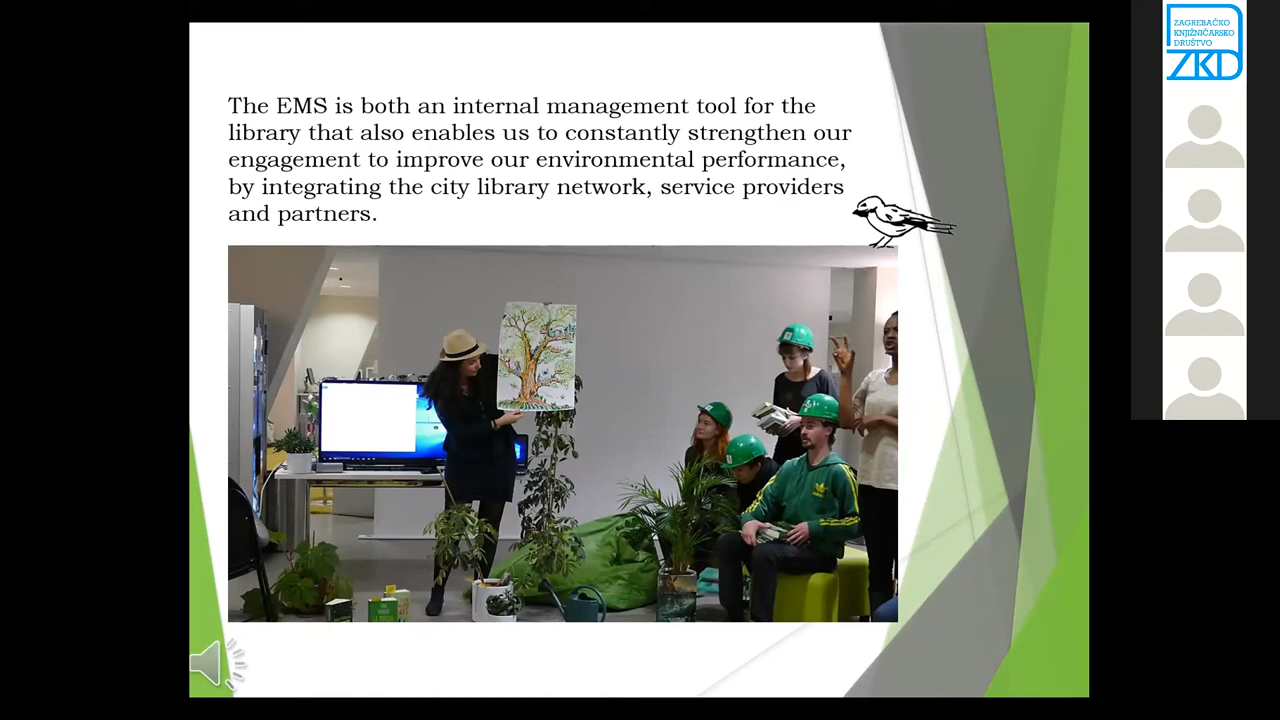 The EMS is both an internal management tool for the
library that also enables us to constantly strengthen our
engagement to improve our environmental performance,
by integrating the city library network, service providers
and partners.
ZAGREBAČKO
KNJIŽNIČARSKO
DRUŠTVO
ZKD